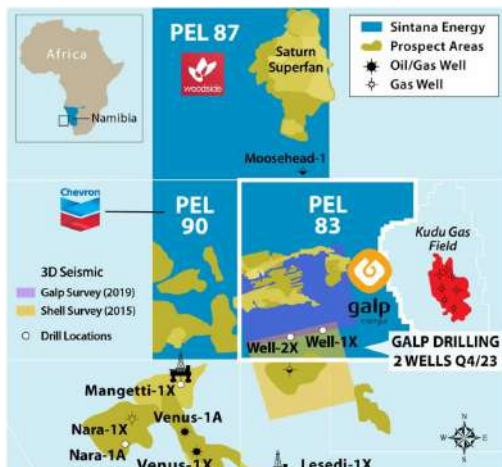 Africa
Namibia
PEL 87
woodside
Saturn
Superfan
Moosehead-1
Sintana Energy
Prospect Areas
Oil/Gas Well
Gas Well
Chevron
PEL
90
PEL
83
Kudu Gas
Field
3D Seismic
Galp Survey (2019)
Shell Survey (2015)
Drill Locations
galp
Well-2X
Well-1X
GALP DRILLING
2 WELLS Q4/23
Mangetti-1X
Nara-1X
Venus-1A
Nara-1A
Venus-1X
Lesedi-1X
N
W
E
S